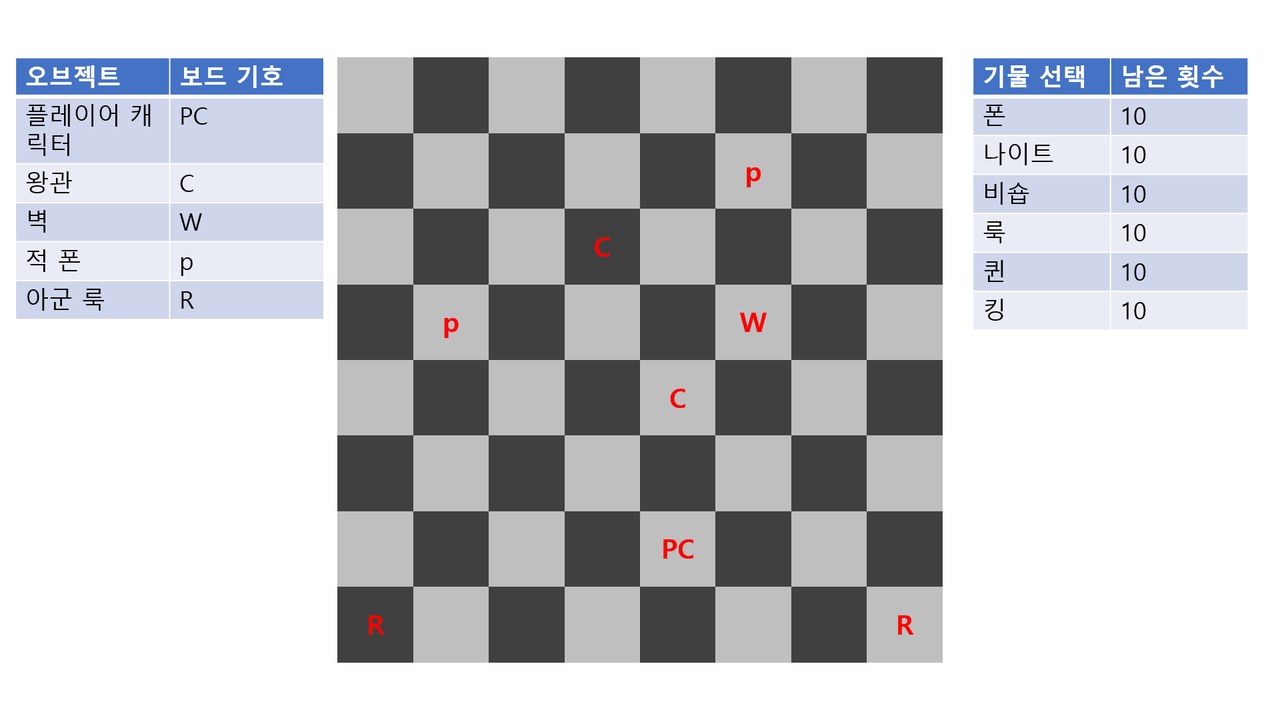 오브젝트 보드 기호
플레이어 캐 PC
릭터
왕관 C
벽 W
적 폰 p
아군 룩 R
p
C
p W
C
PC
R R
기물 선택 남은 횟수
폰 10
나이트 10
비숍 10
룩 10
퀸 10
킹 10